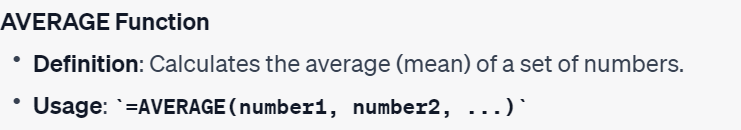 AVERAGE Function
• Definition: Calculates the average (mean) of a set of numbers.
• Usage: `=AVERAGE(number1, number2, ...)`